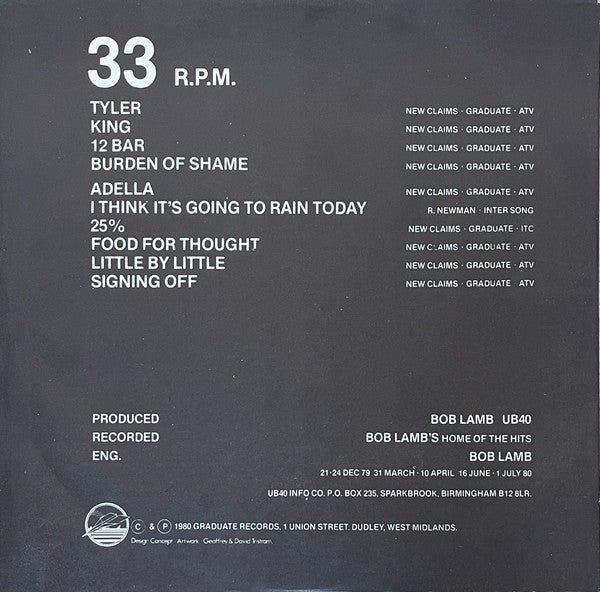 33 R.P.M.
TYLER NEW CLAIMS · GRADUATE · ATV
KING NEW CLAIMS · GRADUATE · ATV
12 BAR NEW CLAIMS · GRADUATE · ATV
BURDEN OF SHAME NEW CLAIMS · GRADUATE · ATV
ADELLA NEW CLAIMS · GRADUATE · ATV
I THINK IT'S GOING TO RAIN TODAY R. NEWMAN · INTER SONG
25% NEW CLAIMS · GRADUATE · ITC
FOOD FOR THOUGHT NEW CLAIMS · GRADUATE · ATV
LITTLE BY LITTLE NEW CLAIMS · GRADUATE · ATV
SIGNING OFF NEW CLAIMS · GRADUATE · ATV
PRODUCED BOB LAMB UB40
RECORDED BOB LAMB'S HOME OF THE HITS
ENG. BOB LAMB
21·24 DEC 79 31 MARCH · 10 APRIL 16 JUNE · 1 JULY 80
UB40 INFO CO. P.O. BOX 235, SPARKBROOK, BIRMINGHAM B12 8LR.
© & ℗ 1980 GRADUATE RECORDS, 1 UNION STREET. DUDLEY, WEST MIDLANDS.
Design Concept Artwork Geoffrey & David Tristram.